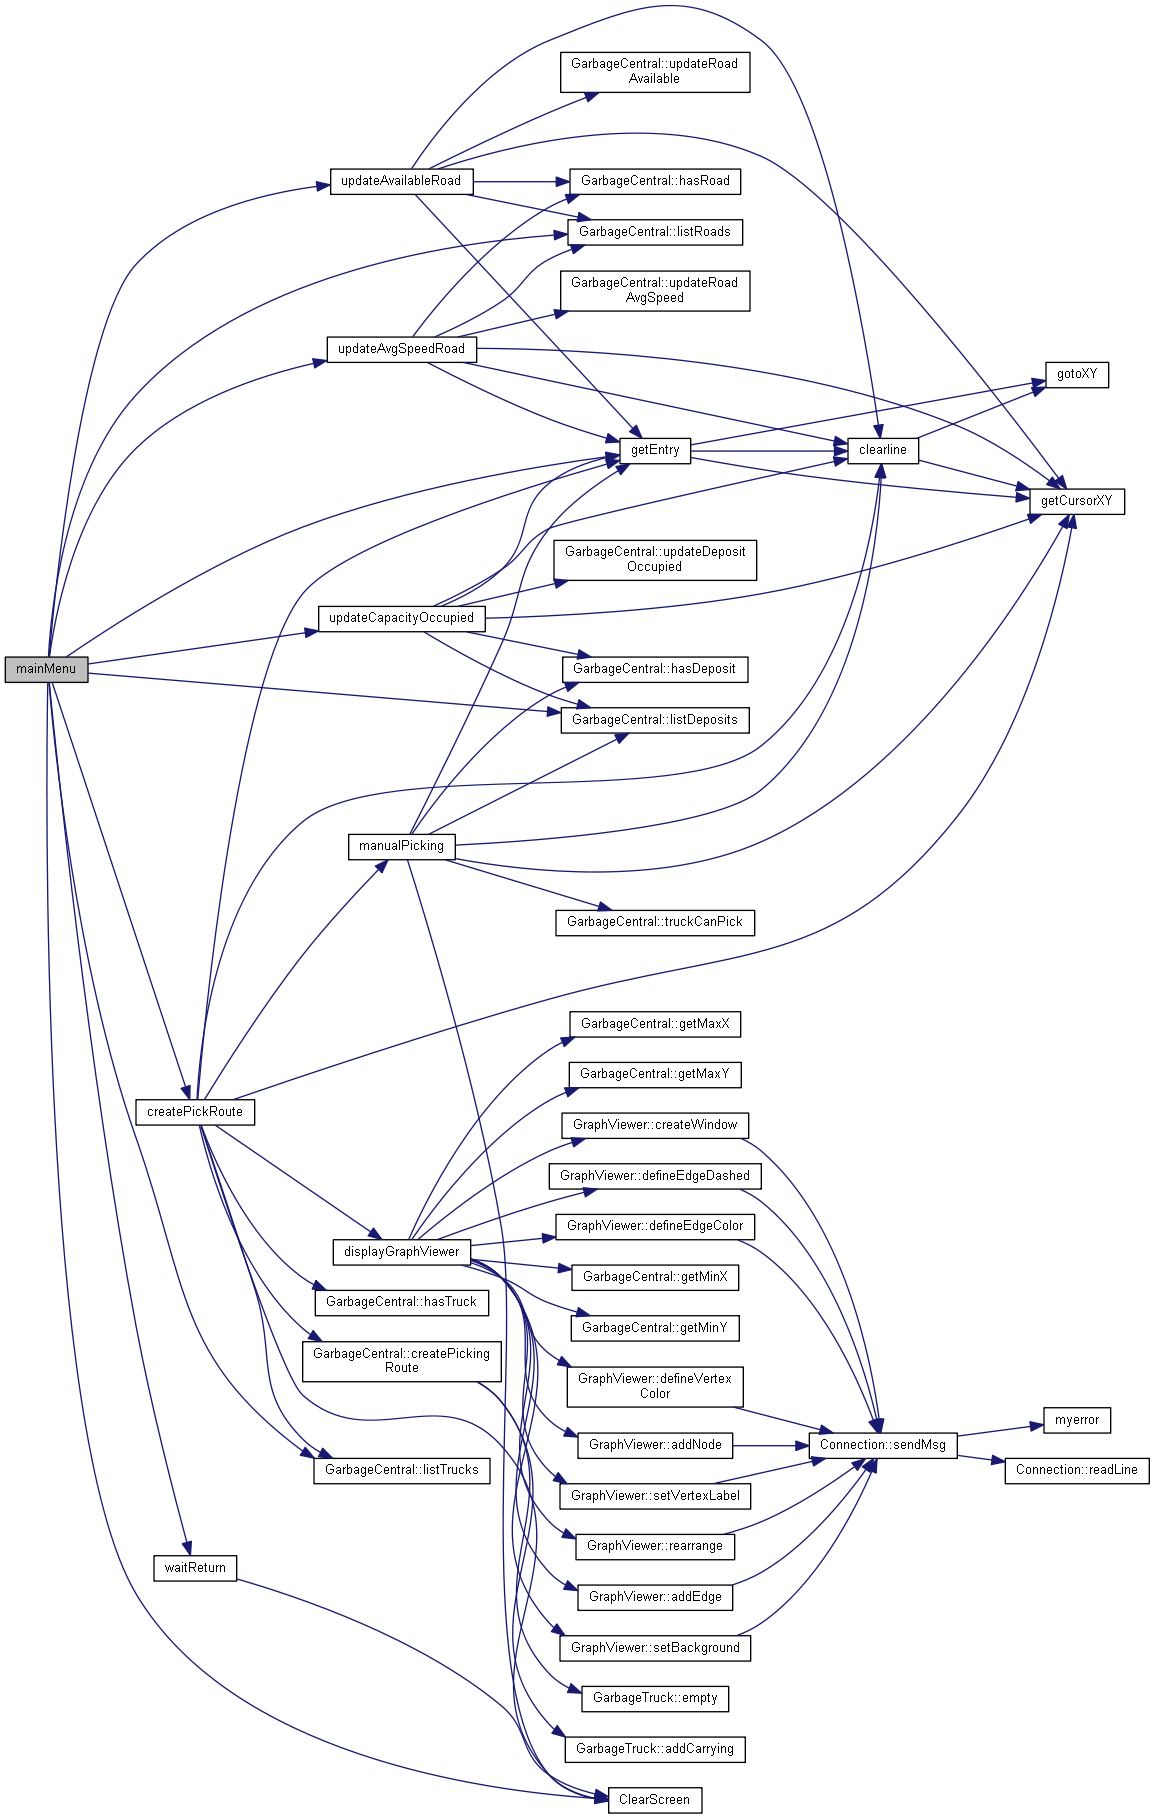 GarbageCentral::updateRoad
Available
updateAvailableRoad
GarbageCentral::hasRoad
GarbageCentral::listRoads
GarbageCentral::updateRoad
AvgSpeed
updateAvgSpeedRoad
gotoXY
getEntry
clearline
getCursorXY
GarbageCentral::updateDeposit
Occupied
updateCapacityOccupied
mainMenu
GarbageCentral::hasDeposit
GarbageCentral::listDeposits
manualPicking
GarbageCentral::truckCanPick
GarbageCentral::getMaxX
GarbageCentral::getMaxY
createPickRoute
GraphViewer::createWindow
GraphViewer::defineEdgeDashed
GraphViewer::defineEdgeColor
displayGraphViewer
GarbageCentral::getMinX
GarbageCentral::hasTruck
GarbageCentral::getMinY
GarbageCentral::createPicking
Route
GraphViewer::defineVertex
Color
myerror
GraphViewer::addNode
Connection::sendMsg
GarbageCentral::listTrucks
Connection::readLine
GraphViewer::setVertexLabel
GraphViewer::rearrange
waitReturn
GraphViewer::addEdge
GraphViewer::setBackground
GarbageTruck::empty
GarbageTruck::addCarrying
ClearScreen